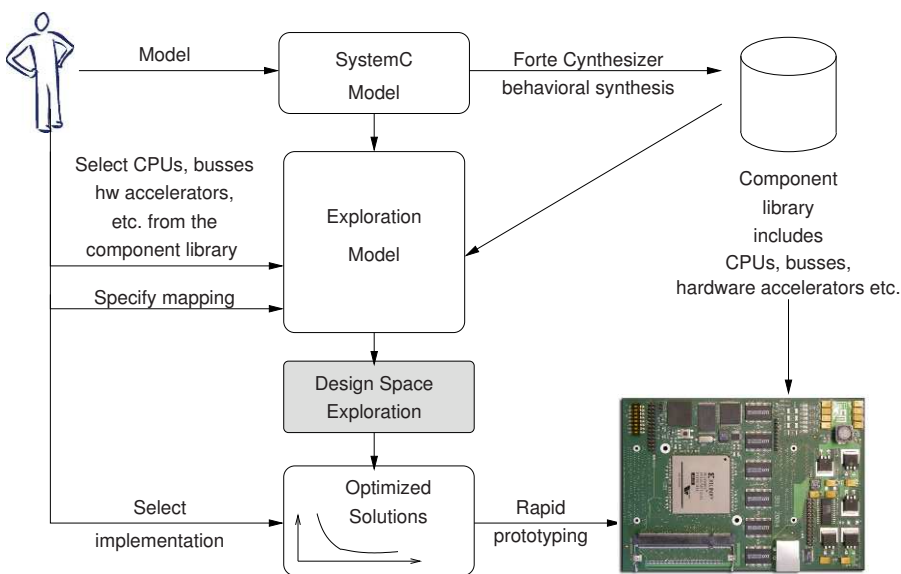 Model
SystemC
Model
Forte Cynthesizer
behavioral synthesis
Select CPUs, busses
hw accelerators,
etc. from the
component library
Exploration
Model
Component
library
includes
CPUs, busses,
hardware accelerators etc.
Specify mapping
Design Space
Exploration
Select
implementation
Optimized
Solutions
Rapid
prototyping
XILINX